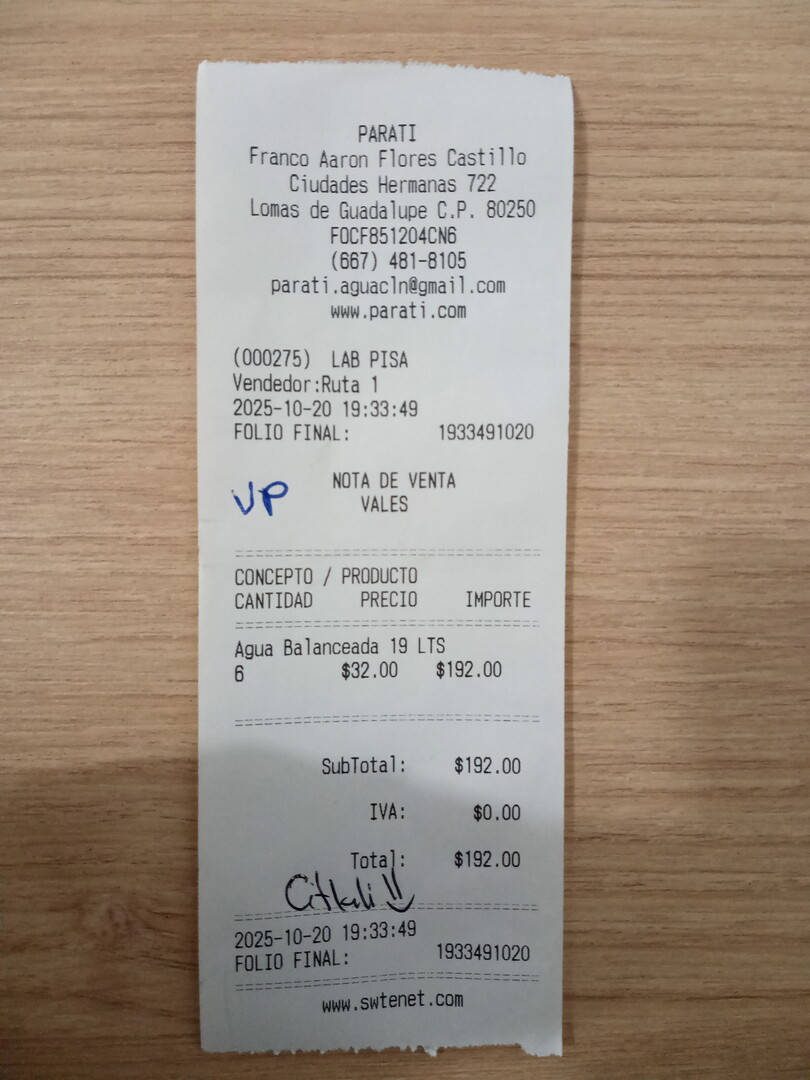 PARATI
Franco Aaron Flores Castillo
Ciudades Hermanas 722
Lomas de Guadalupe C.P. 80250
FOCF851204CN6
(667) 481-8105
parati.aguacln@gmail.com
www.parati.com
(000275) LAB PISA
Vendedor:Ruta 1
2025-10-20 19:33:49
FOLIO FINAL: 1933491020
NOTA DE VENTA
VP VALES
CONCEPTO / PRODUCTO
CANTIDAD PRECIO IMPORTE
Agua Balanceada 19 LTS
6 $32.00 $192.00
SubTotal: $192.00
IVA: $0.00
Total: $192.00
Citlali
2025-10-20 19:33:49
FOLIO FINAL: 1933491020
www.swtenet.com